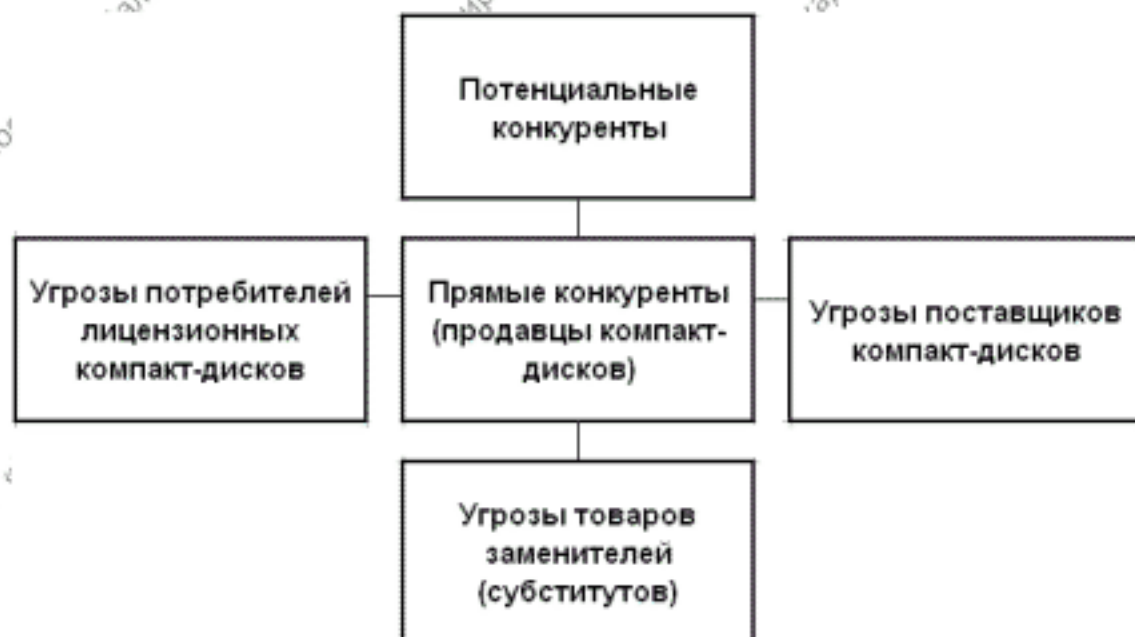 Потенциальные
конкуренты
Угрозы потребителей
лицензионных
компакт-дисков
Прямые конкуренты
(продавцы компакт-
дисков)
Угрозы поставщиков
компакт-дисков
Угрозы товаров
заменителей
(субститутов)